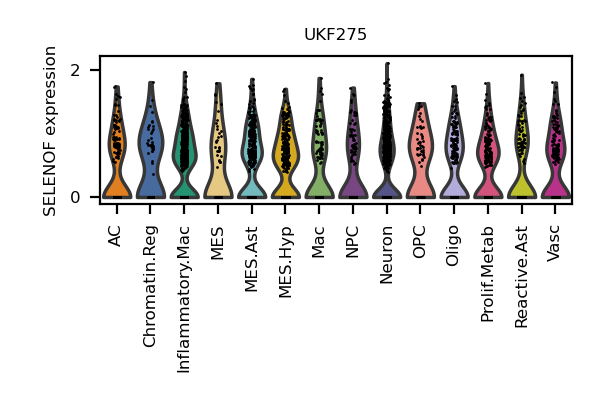 UKF275
SELENOF expression
2
0
AC
Chromatin.Reg
Inflammatory.Mac
MES
MES.Ast
MES.Hyp
Mac
NPC
Neuron
OPC
Oligo
Prolif.Metab
Reactive.Ast
Vasc